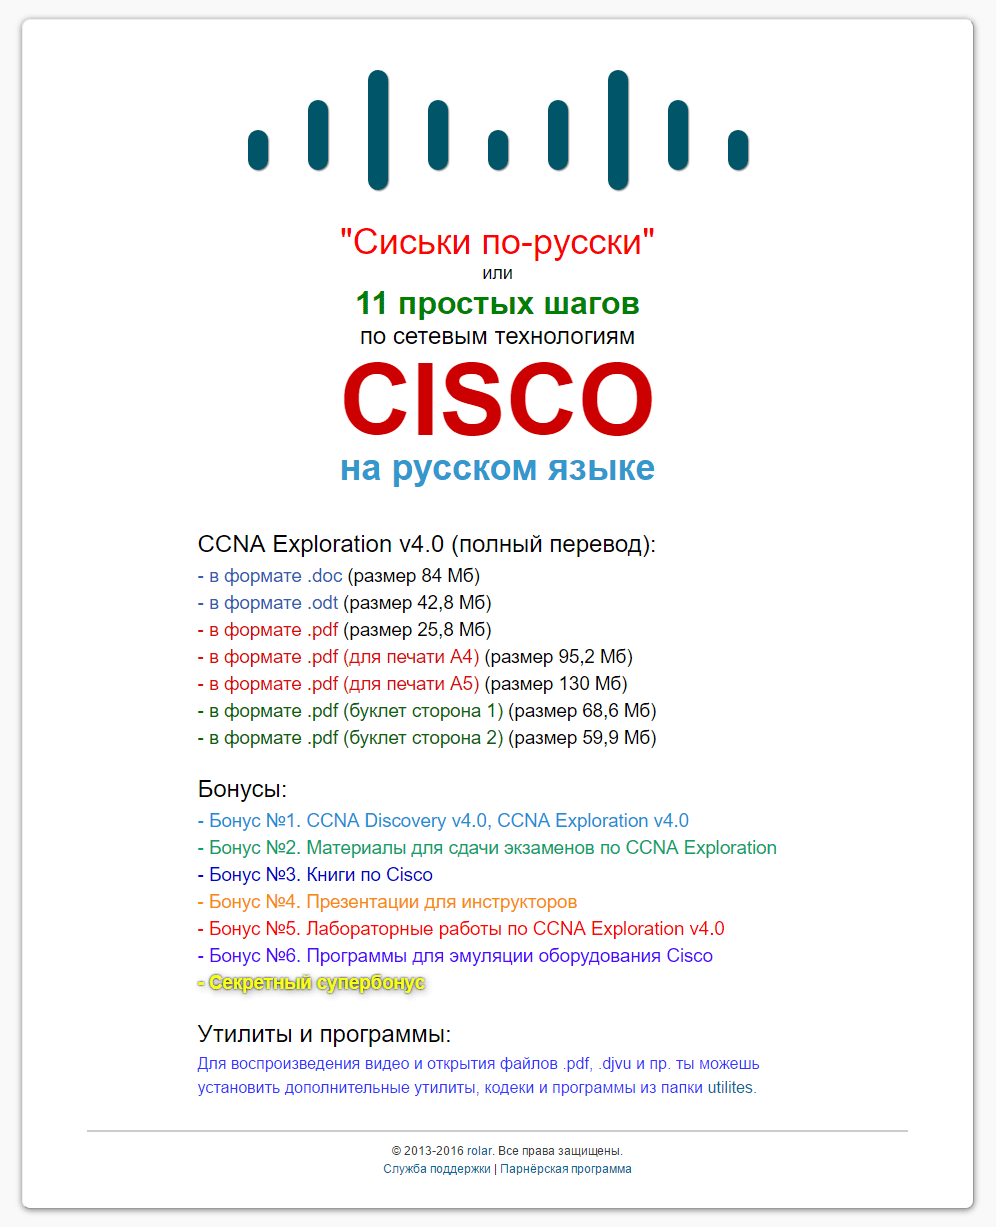 "Сиськи по-русски"
или
11 простых шагов
по сетевым технологиям
CISCO
на русском языке
CCNA Exploration v4.0 (полный перевод):
- в формате .doc (размер 84 Мб)
- в формате .odt (размер 42,8 Мб)
- в формате .pdf (размер 25,8 Мб)
- в формате .pdf (для печати А4) (размер 95,2 Мб)
- в формате .pdf (для печати А5) (размер 130 Мб)
- в формате .pdf (буклет сторона 1) (размер 68,6 Мб)
- в формате .pdf (буклет сторона 2) (размер 59,9 Мб)
Бонусы:
- Бонус №1. CCNA Discovery v4.0, CCNA Exploration v4.0
- Бонус №2. Материалы для сдачи экзаменов по CCNA Exploration
- Бонус №3. Книги по Cisco
- Бонус №4. Презентации для инструкторов
- Бонус №5. Лабораторные работы по CCNA Exploration v4.0
- Бонус №6. Программы для эмуляции оборудования Cisco
- Секретный супербонус
Утилиты и программы:
Для воспроизведения видео и открытия файлов .pdf, .djvu и пр. ты можешь
установить дополнительные утилиты, кодеки и программы из папки utilites.
© 2013-2016 rolar. Все права защищены.
Служба поддержки | Парнёрская программа